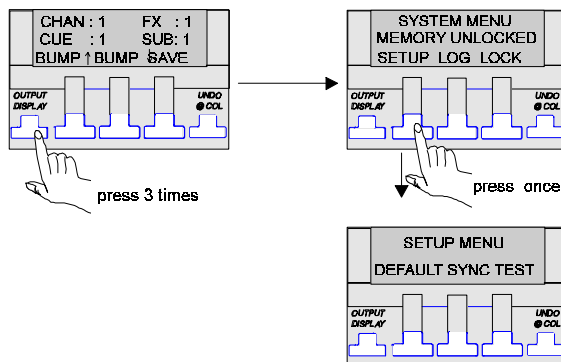 CHAN : 1 FX : 1
CUE : 1 SUB: 1
BUMP ↑ BUMP ↓ SAVE
OUTPUT DISPLAY
UNDO @ COL
press 3 times
SYSTEM MENU
MEMORY UNLOCKED
SETUP LOG LOCK
OUTPUT DISPLAY
UNDO @ COL
press once
SETUP MENU
DEFAULT SYNC TEST
OUTPUT DISPLAY
UNDO @ COL